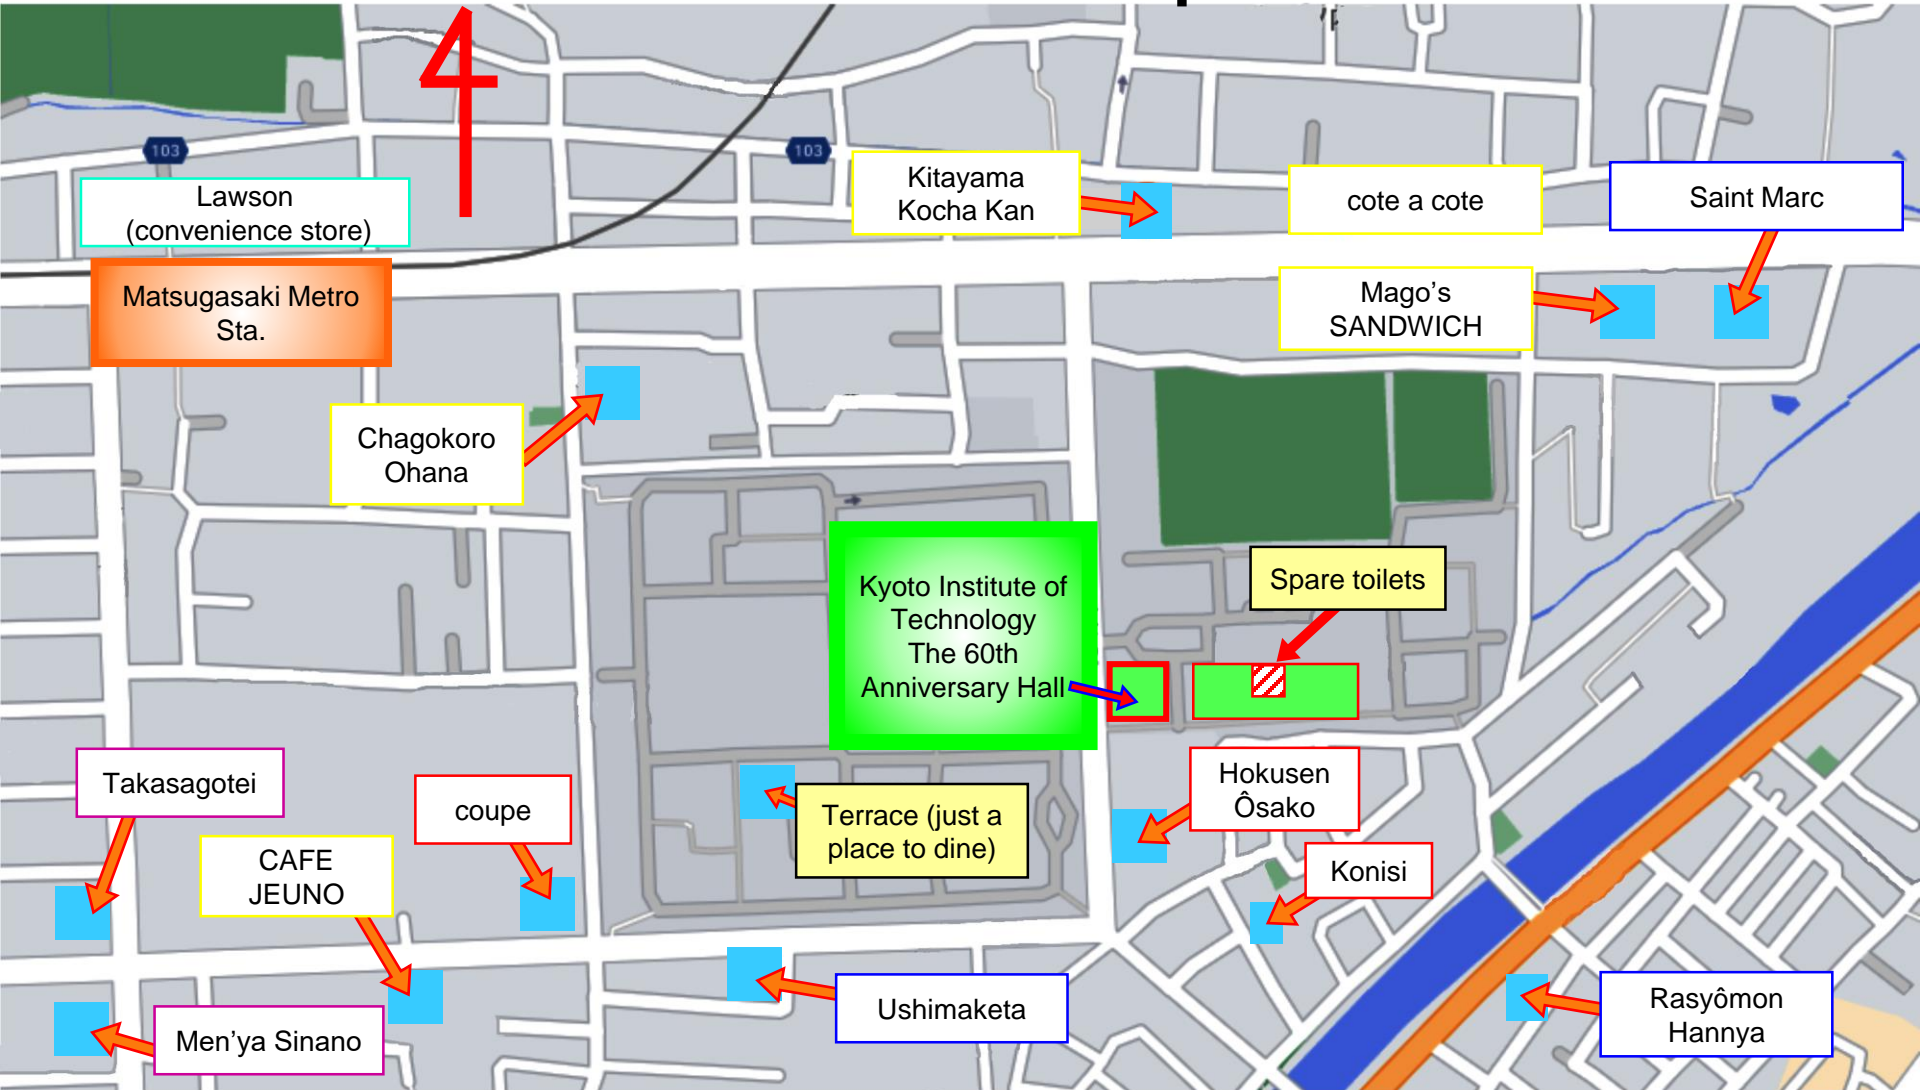 103
103
Lawson
(convenience store)
Kitayama
Kocha Kan
cote a cote
Saint Marc
Matsugasaki Metro
Sta.
Mago’s
SANDWICH
Chagokoro
Ohana
Kyoto Institute of
Technology
The 60th
Anniversary Hall
Spare toilets
Takasagotei
coupe
Terrace (just a
place to dine)
Hokusen
Ôsako
CAFE
JEUNO
Konisi
Ushimaketa
Rasyômon
Hannya
Men’ya Sinano